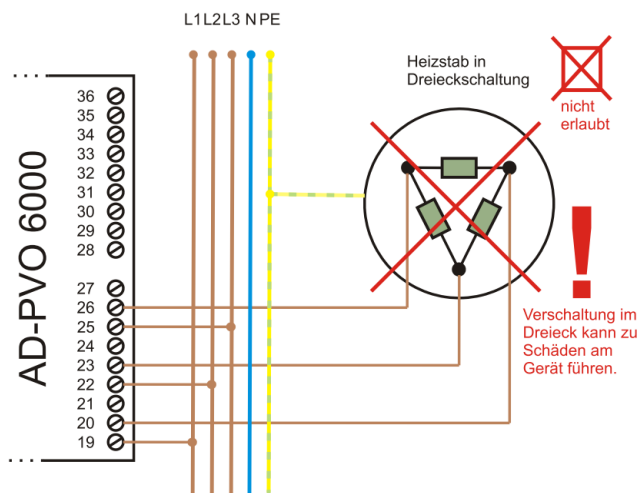 L1 L2 L3 N PE
Heizstab in
Dreieckschaltung
nicht
erlaubt
AD-PVO 6000
36
35
34
33
32
31
30
29
28
27
26
25
24
23
22
21
20
19
!
Verschaltung im
Dreieck kann zu
Schäden am
Gerät führen.